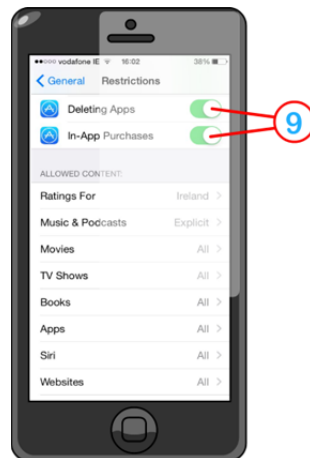 vodafone IE 16:02 38%
General Restrictions
Deleting Apps
In-App Purchases
9
ALLOWED CONTENT:
Ratings For Ireland
Music & Podcasts Explicit
Movies All
TV Shows All
Books All
Apps All
Siri All
Websites All